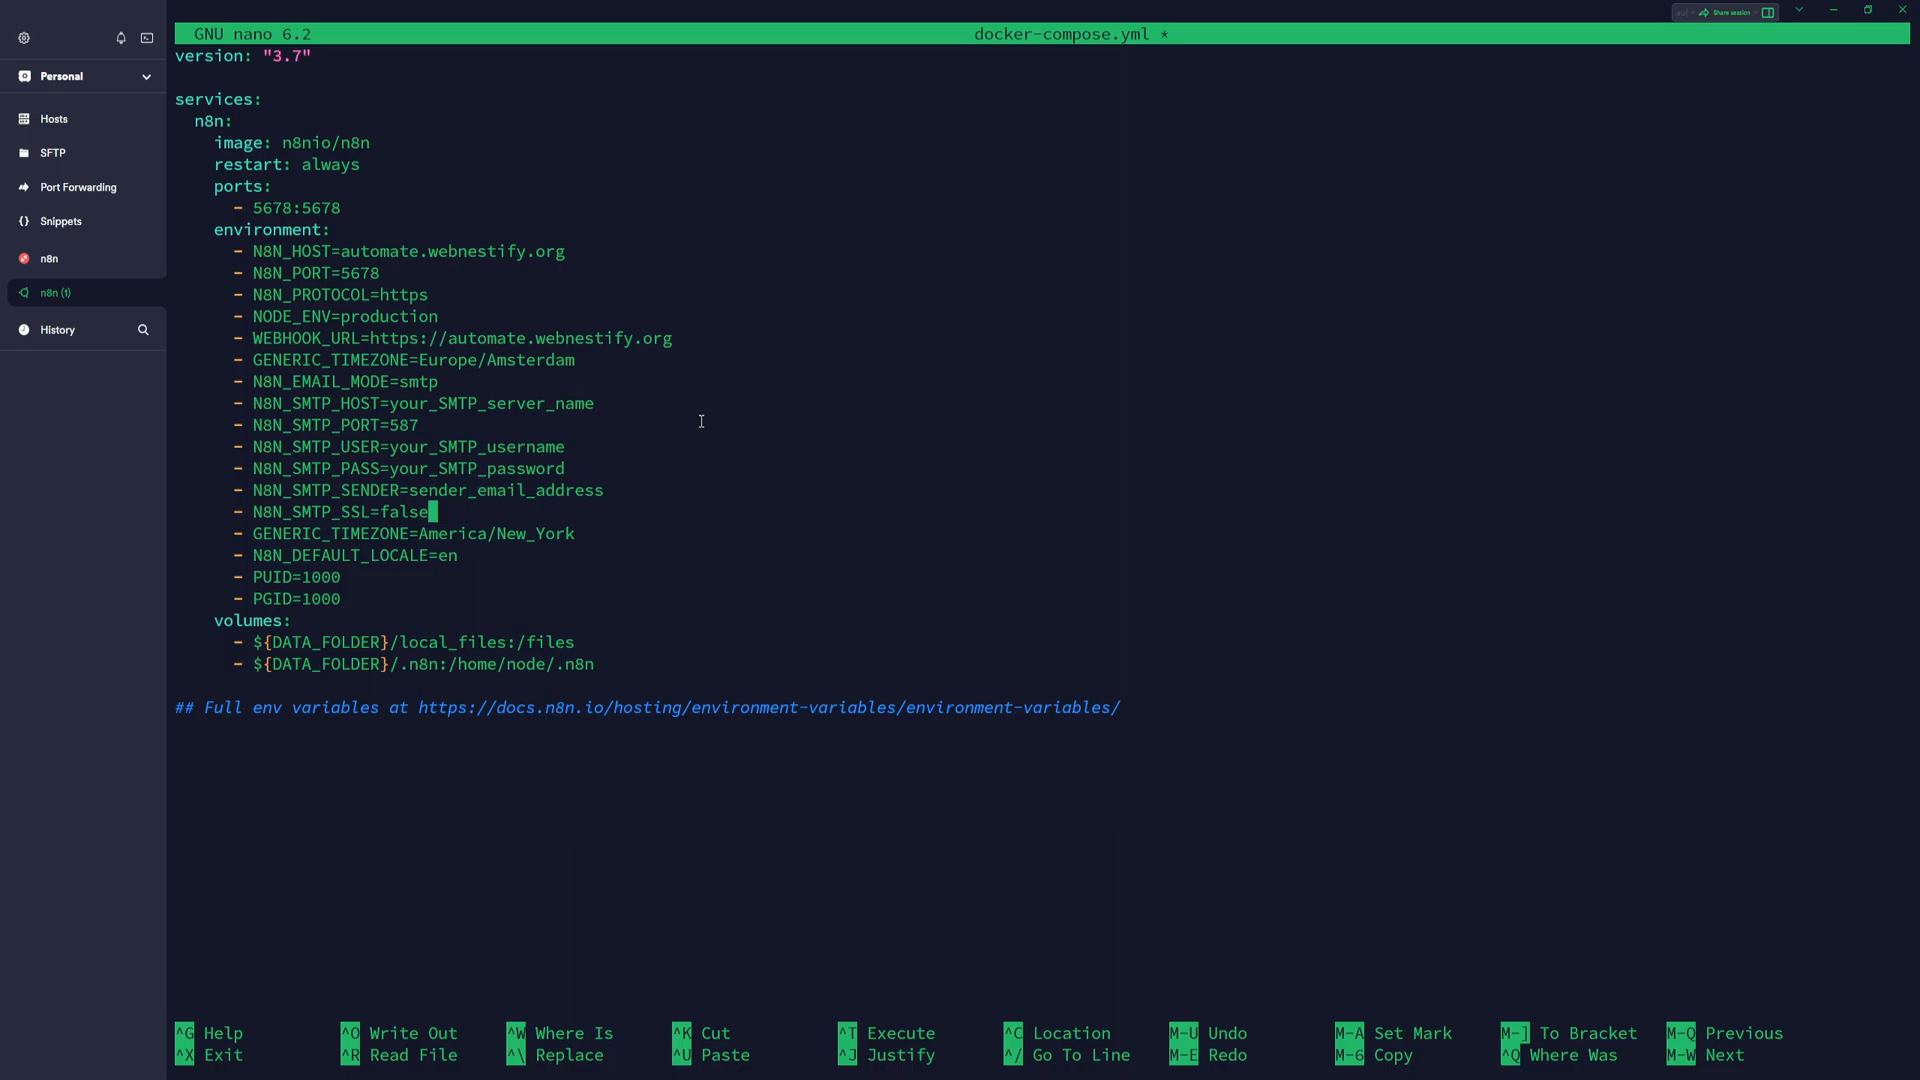 Share session
GNU nano 6.2 docker-compose.yml *
Personal
Hosts
SFTP
Port Forwarding
Snippets
n8n
n8n (1)
History
version: "3.7"
services:
  n8n:
    image: n8nio/n8n
    restart: always
    ports:
      - 5678:5678
    environment:
      - N8N_HOST=automate.webnestify.org
      - N8N_PORT=5678
      - N8N_PROTOCOL=https
      - NODE_ENV=production
      - WEBHOOK_URL=https://automate.webnestify.org
      - GENERIC_TIMEZONE=Europe/Amsterdam
      - N8N_EMAIL_MODE=smtp
      - N8N_SMTP_HOST=your_SMTP_server_name
      - N8N_SMTP_PORT=587
      - N8N_SMTP_USER=your_SMTP_username
      - N8N_SMTP_PASS=your_SMTP_password
      - N8N_SMTP_SENDER=sender_email_address
      - N8N_SMTP_SSL=false
      - GENERIC_TIMEZONE=America/New_York
      - N8N_DEFAULT_LOCALE=en
      - PUID=1000
      - PGID=1000
    volumes:
      - ${DATA_FOLDER}/local_files:/files
      - ${DATA_FOLDER}/.n8n:/home/node/.n8n
## Full env variables at https://docs.n8n.io/hosting/environment-variables/environment-variables/
^G Help ^O Write Out ^W Where Is ^K Cut ^T Execute ^C Location M-U Undo M-A Set Mark M-] To Bracket M-Q Previous
^X Exit ^R Read File ^\ Replace ^U Paste ^J Justify ^/ Go To Line M-E Redo M-6 Copy ^Q Where Was M-W Next